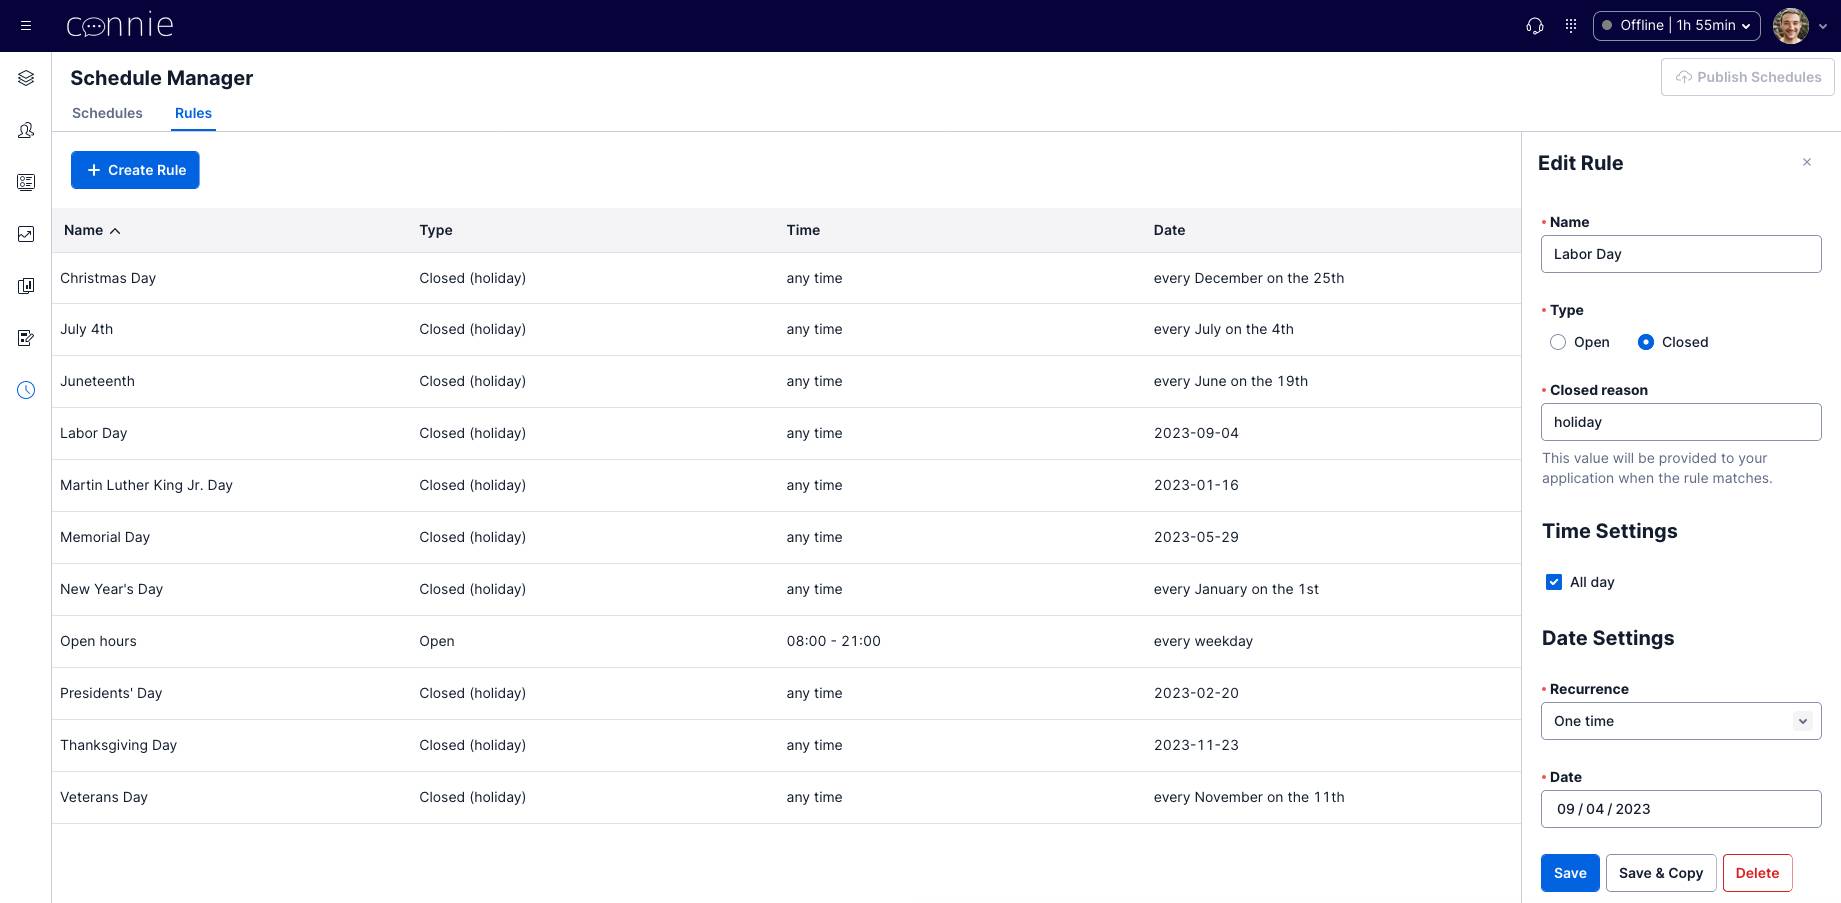 connie
Offline | 1h 55min
Schedule Manager
Publish Schedules
Schedules Rules
Create Rule
Name Type Time Date
Christmas Day Closed (holiday) any time every December on the 25th
July 4th Closed (holiday) any time every July on the 4th
Juneteenth Closed (holiday) any time every June on the 19th
Labor Day Closed (holiday) any time 2023-09-04
Martin Luther King Jr. Day Closed (holiday) any time 2023-01-16
Memorial Day Closed (holiday) any time 2023-05-29
New Year's Day Closed (holiday) any time every January on the 1st
Open hours Open 08:00 - 21:00 every weekday
Presidents' Day Closed (holiday) any time 2023-02-20
Thanksgiving Day Closed (holiday) any time 2023-11-23
Veterans Day Closed (holiday) any time every November on the 11th
Edit Rule
Name
Labor Day
Type
Open Closed
Closed reason
holiday
This value will be provided to your
application when the rule matches.
Time Settings
All day
Date Settings
Recurrence
One time
Date
09 / 04 / 2023
Save Save & Copy Delete